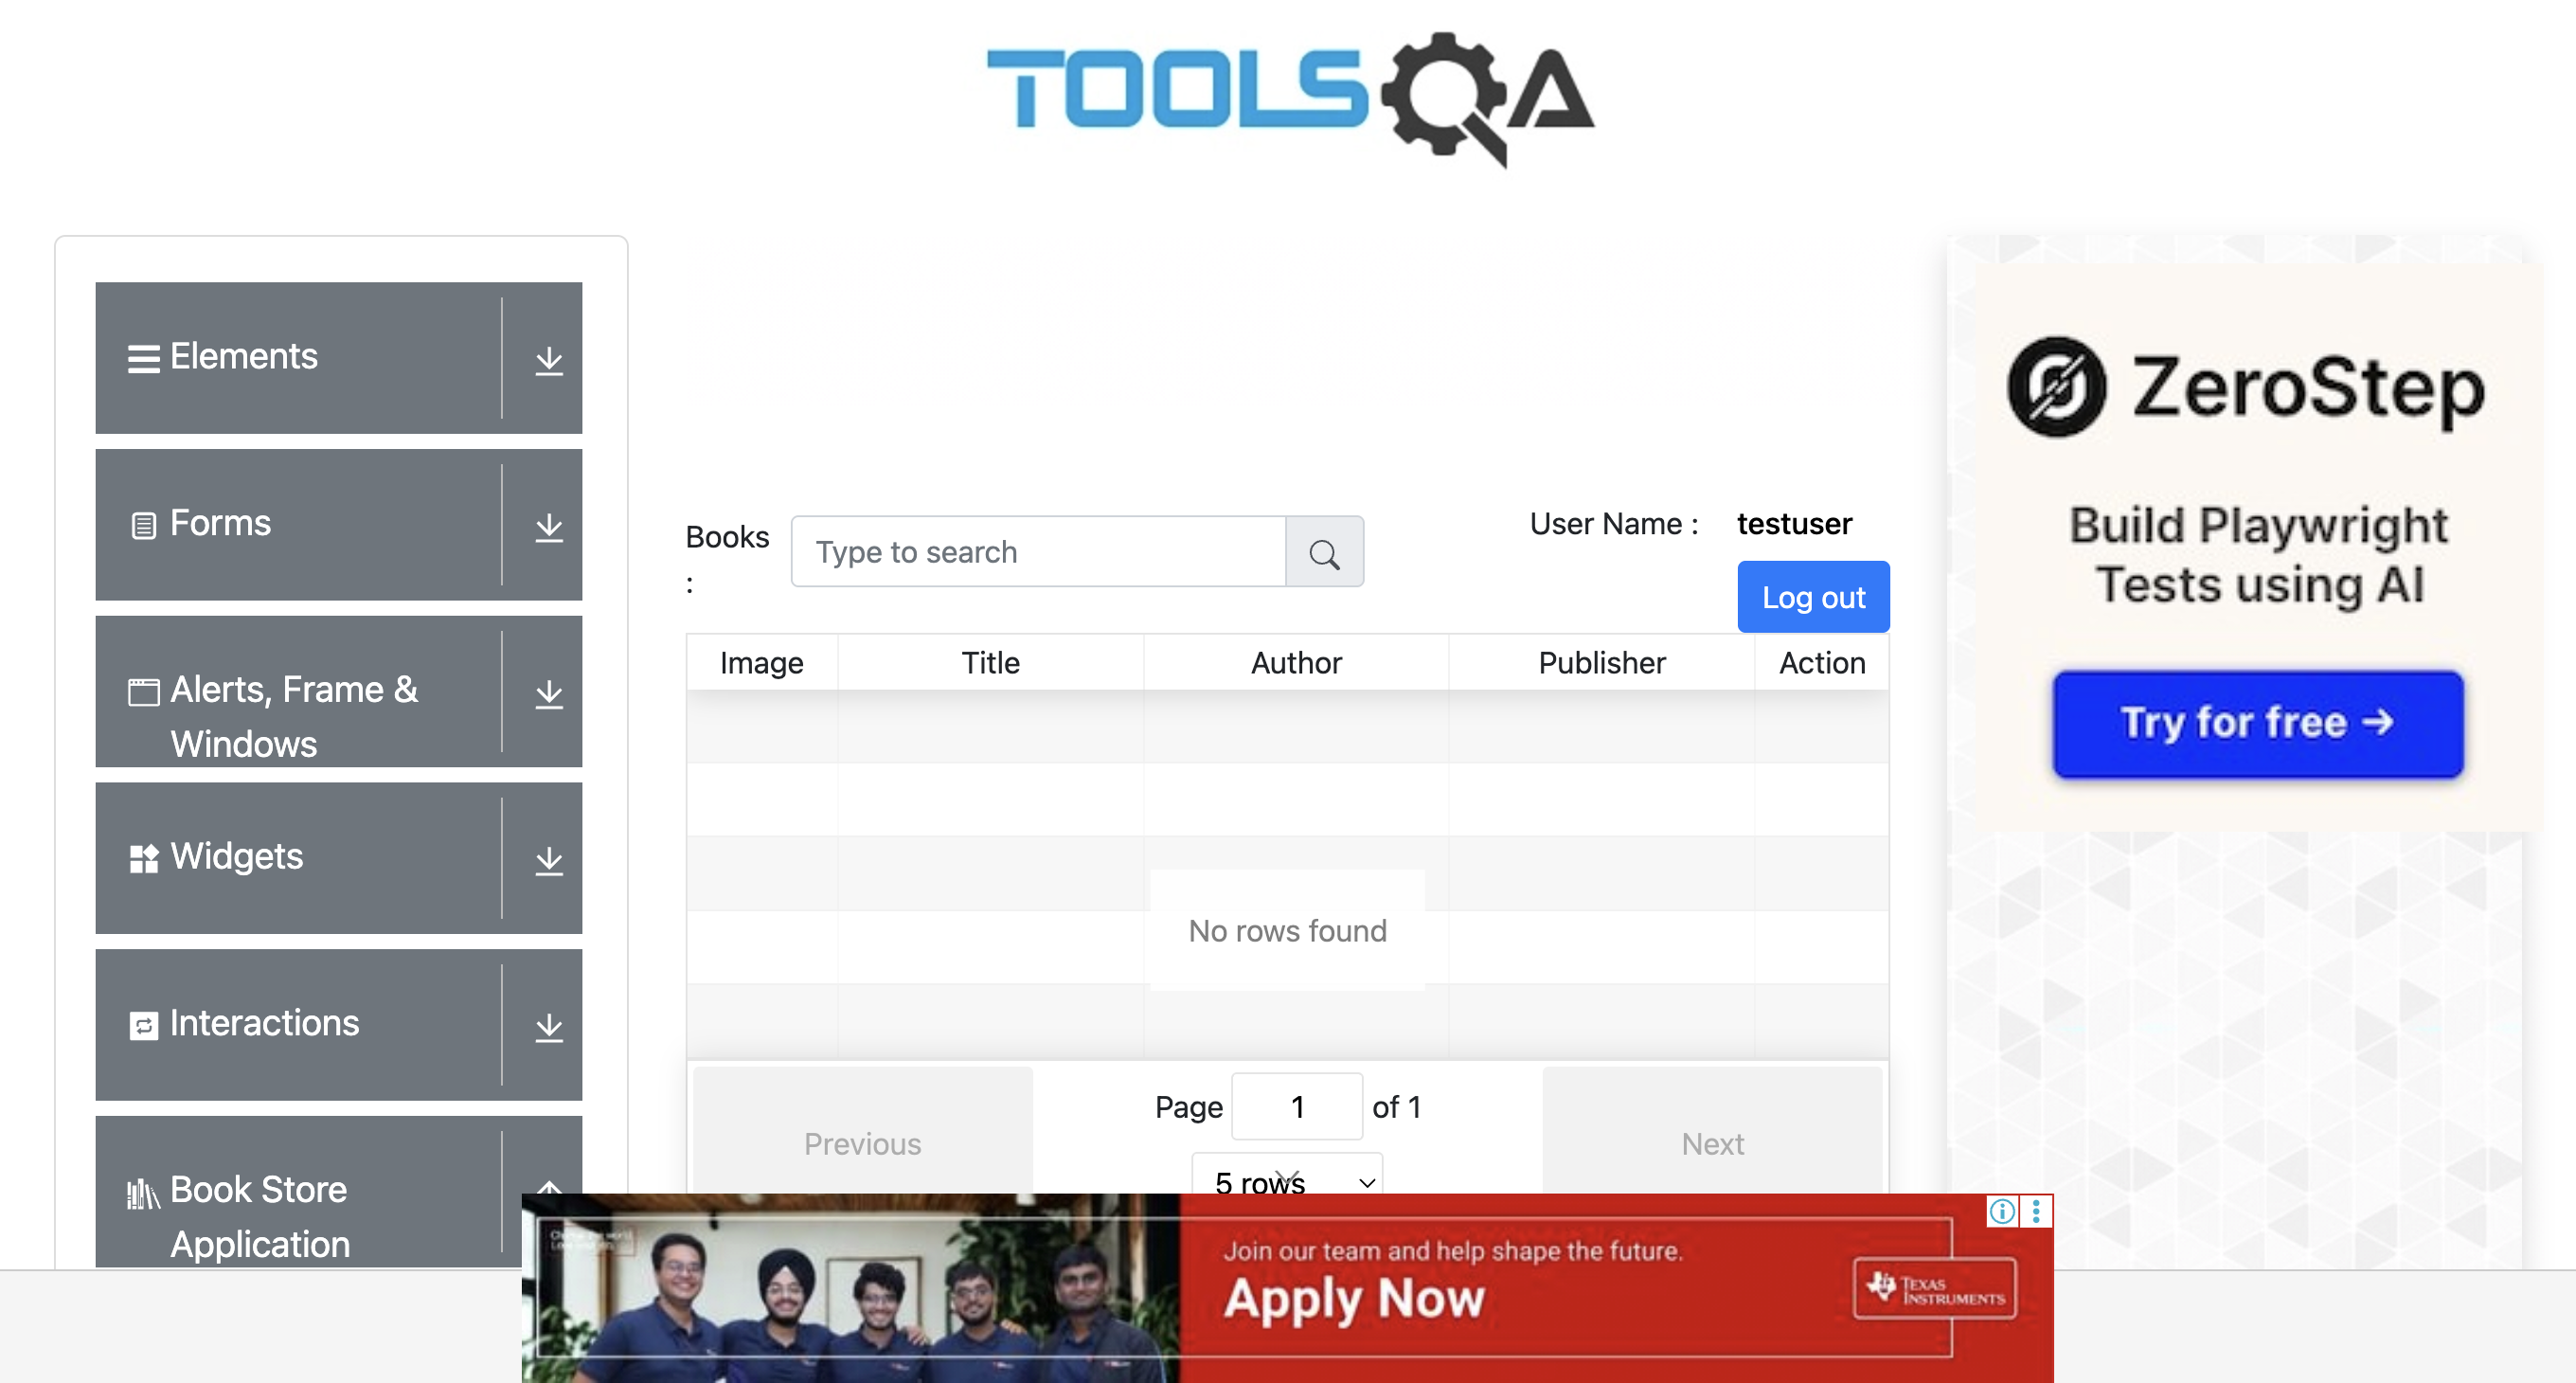 TOOLSQA
Elements
Forms
Alerts, Frame &
Windows
Widgets
Interactions
Book Store
Application
Books
:
Type to search
User Name :
testuser
Log out
Image Title Author Publisher Action
No rows found
Previous
Page 1 of 1
5 rows
Next
ZeroStep
Build Playwright
Tests using AI
Try for free →
Join our team and help shape the future.
Apply Now
TEXAS
INSTRUMENTS